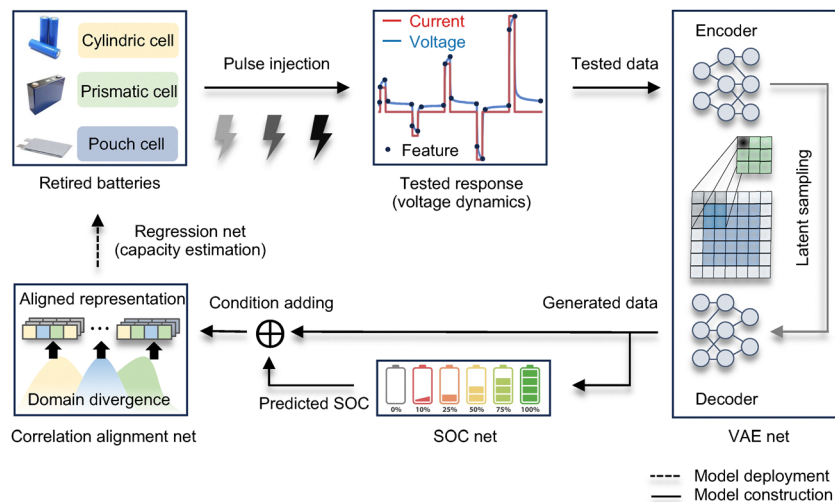 Cylindric cell
Prismatic cell
Pouch cell
Retired batteries
Pulse injection
Current
Voltage
Feature
Tested response
(voltage dynamics)
Tested data
Encoder
Latent sampling
Decoder
VAE net
Regression net
(capacity estimation)
Aligned representation
Domain divergence
Correlation alignment net
Condition adding
Generated data
Predicted SOC
0% 10% 25% 50% 75% 100%
SOC net
Model deployment
Model construction